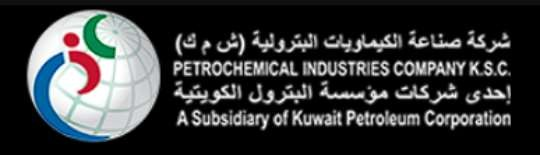 شركة صناعة الكيماويات البترولية (ش م ك)
PETROCHEMICAL INDUSTRIES COMPANY K.S.C.
إحدى شركات مؤسسة البترول الكويتية
A Subsidiary of Kuwait Petroleum Corporation